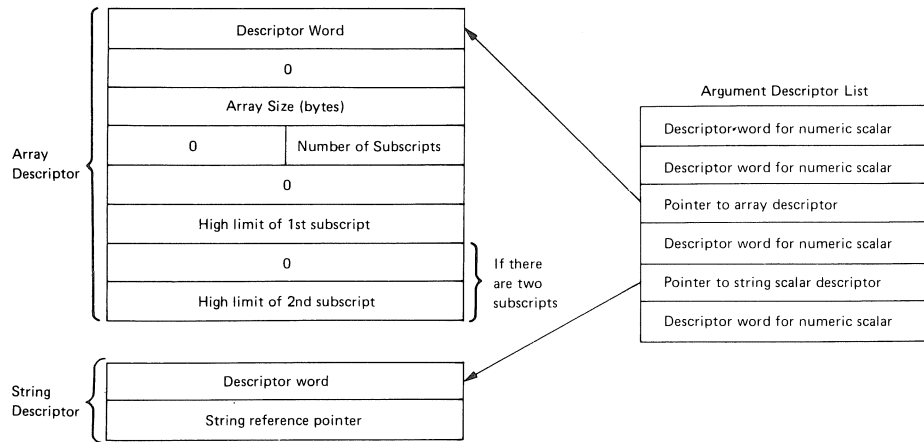 Array
Descriptor
Descriptor Word
0
Array Size (bytes)
0
Number of Subscripts
0
High limit of 1st subscript
0
High limit of 2nd subscript
If there
are two
subscripts
String
Descriptor
Descriptor word
String reference pointer
Argument Descriptor List
Descriptor word for numeric scalar
Descriptor word for numeric scalar
Pointer to array descriptor
Descriptor word for numeric scalar
Pointer to string scalar descriptor
Descriptor word for numeric scalar